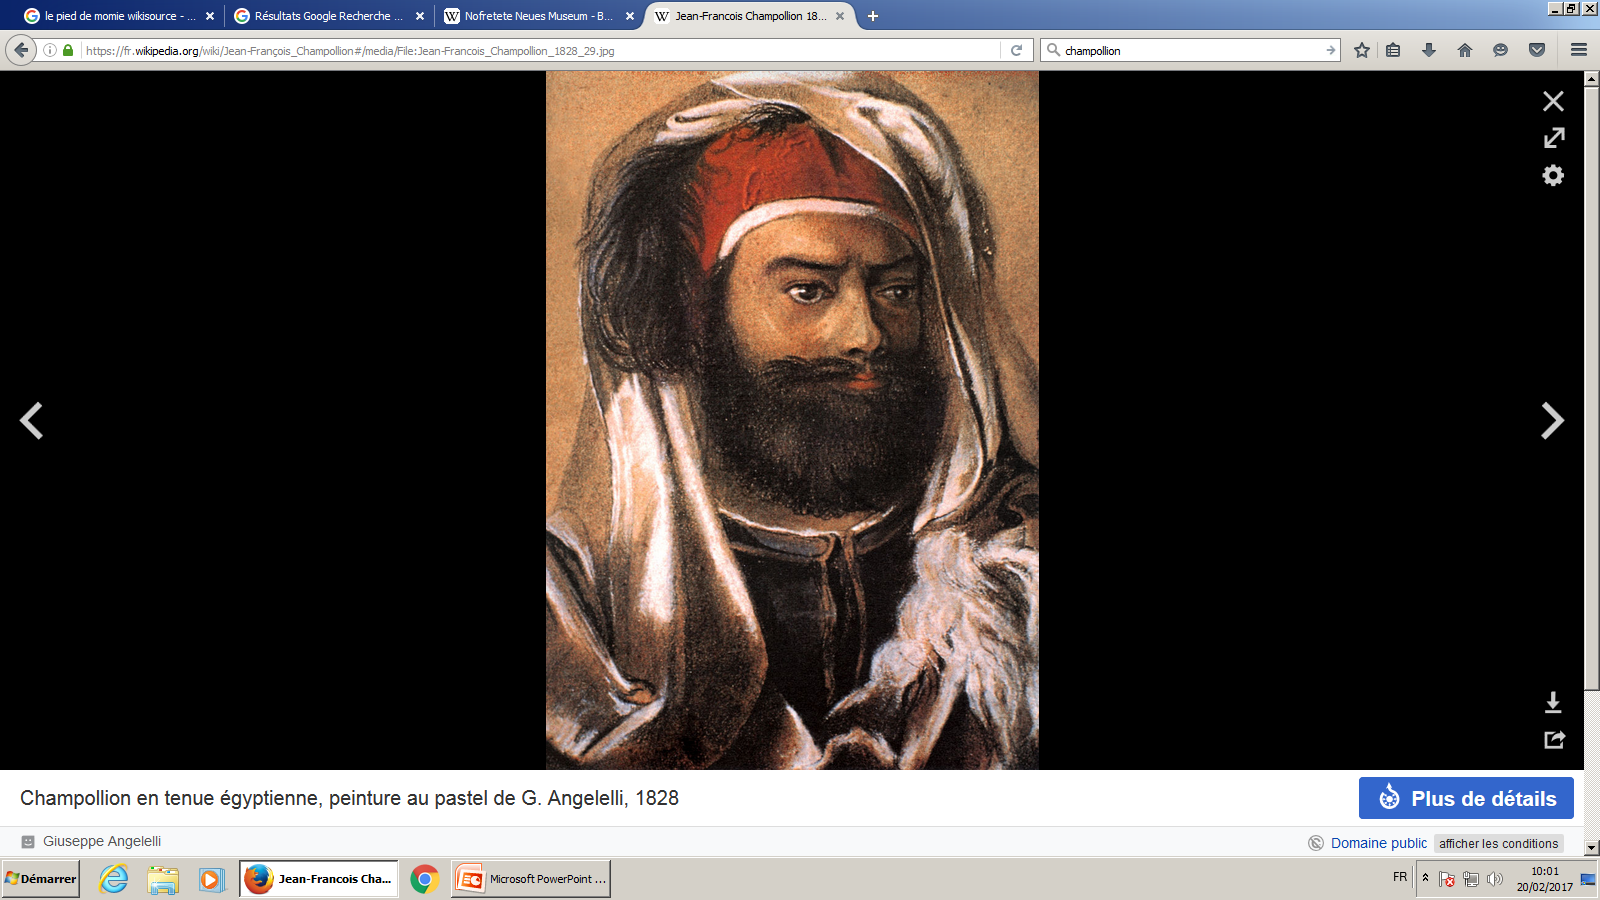 le pied de momie wikisource - ...
Résultats Google Recherche ...
Nofretete Neues Museum - B...
Jean-Francois Champollion 18...
https://fr.wikipedia.org/wiki/Jean-François_Champollion#/media/File:Jean-Francois_Champollion_1828_29.jpg
champollion
Champollion en tenue égyptienne, peinture au pastel de G. Angelelli, 1828
Plus de détails
Giuseppe Angelelli
Domaine public
afficher les conditions
Démarrer
Jean-Francois Cha...
Microsoft PowerPoint ...
FR
10:01
20/02/2017